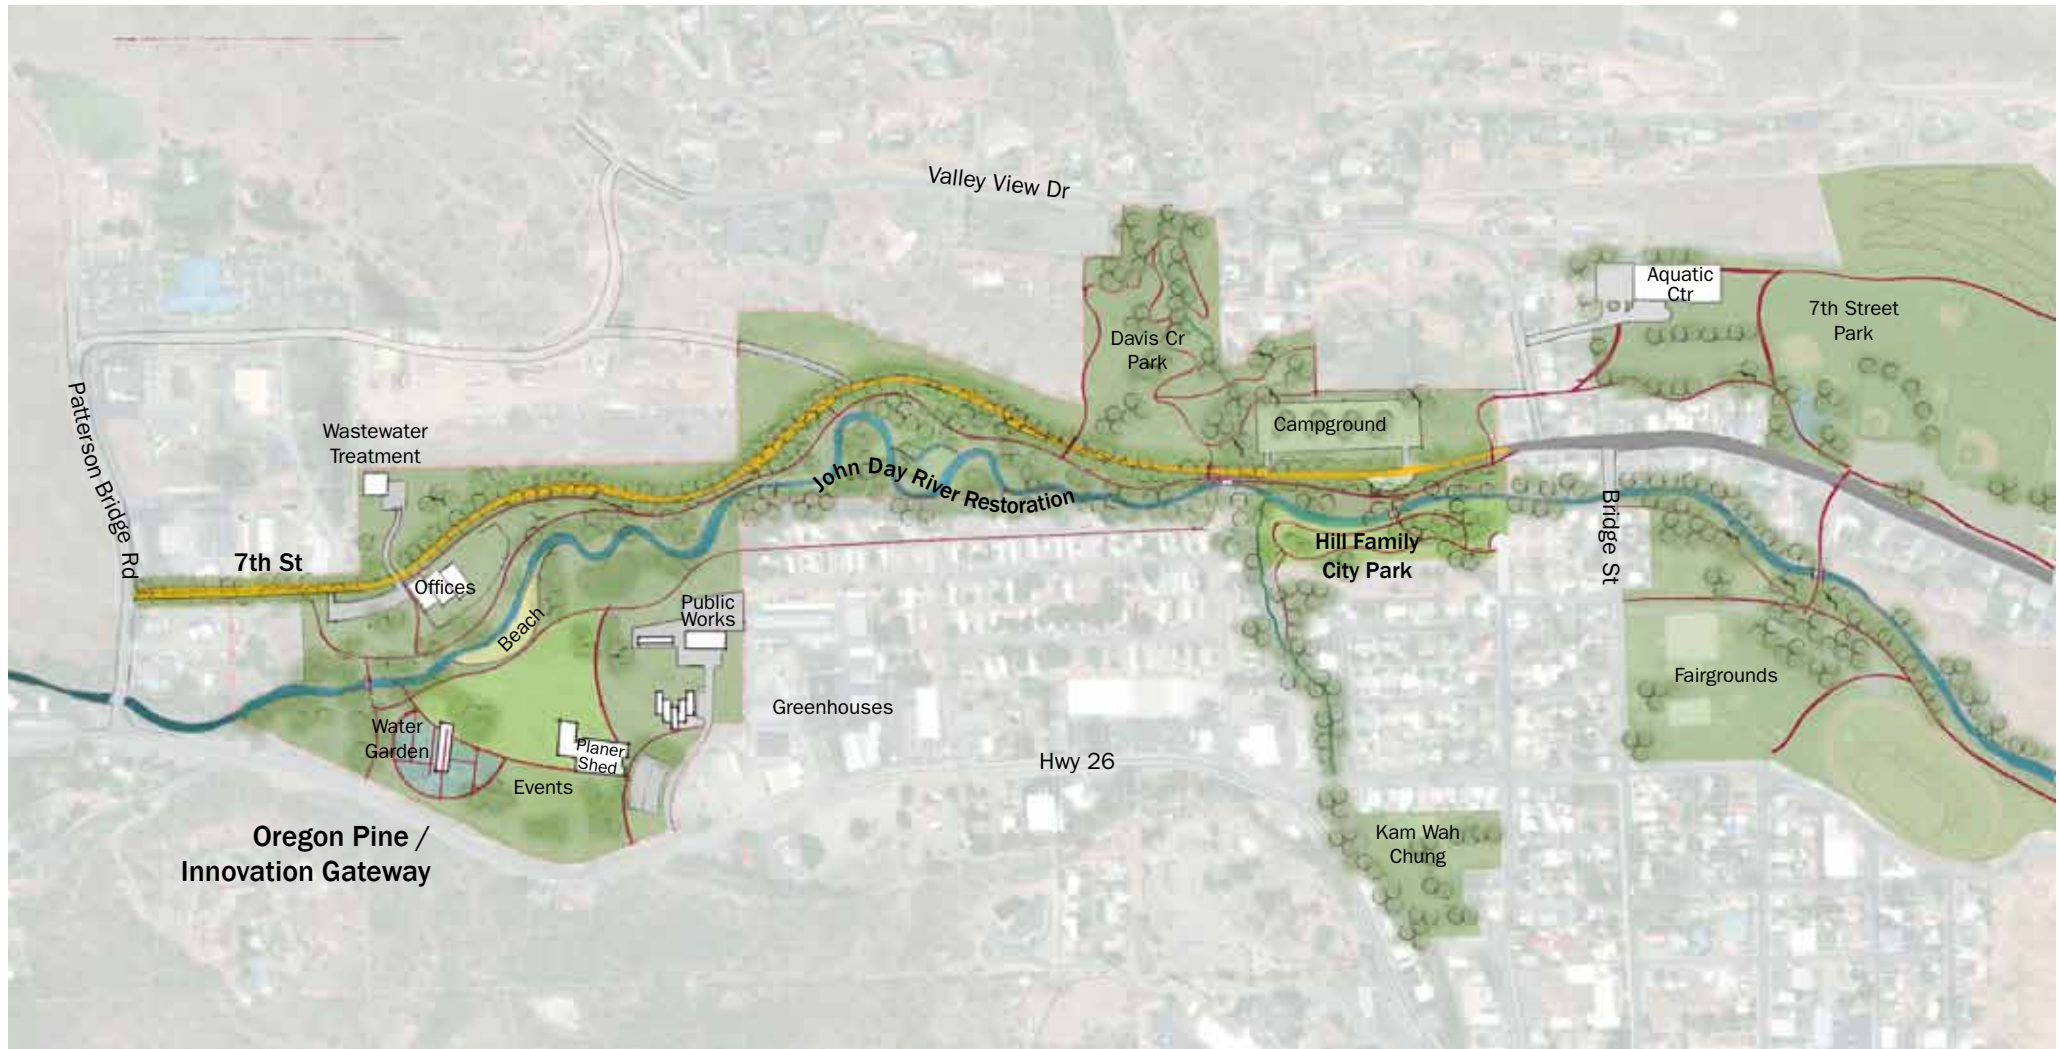 Valley View Dr
Aquatic
Ctr
7th Street
Park
Davis Cr
Park
Patterson Bridge Rd
Wastewater
Treatment
Campground
John Day River Restoration
Bridge St
7th St
Offices
Hill Family
City Park
Beach
Public
Works
Fairgrounds
Greenhouses
Water
Garden
Planer
Shed
Hwy 26
Events
Oregon Pine /
Innovation Gateway
Kam Wah
Chung